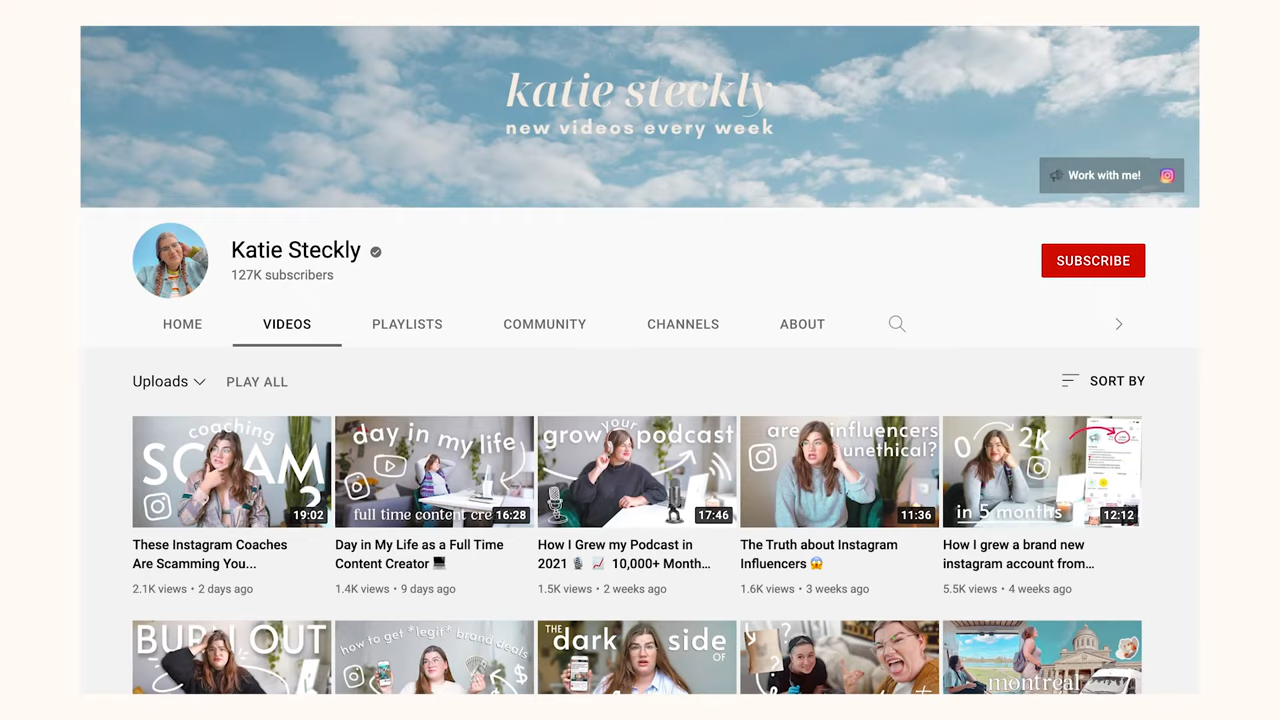 katie steckly
new videos every week
Work with me!
Katie Steckly
127K subscribers
SUBSCRIBE
HOME VIDEOS PLAYLISTS COMMUNITY CHANNELS ABOUT
Uploads PLAY ALL SORT BY
coaching
SCAM
?
19:02
day in my life
full time content cre
16:28
grow your podcast
17:46
are influencers
unethical?
11:36
0 2K
in 5 months
12:12
These Instagram Coaches
Are Scamming You...
2.1K views • 2 days ago
Day in My Life as a Full Time
Content Creator 💻
1.4K views • 9 days ago
How I Grew my Podcast in
2021 🎙️ 📈 10,000+ Month...
1.5K views • 2 weeks ago
The Truth about Instagram
Influencers 😱
1.6K views • 3 weeks ago
How I grew a brand new
instagram account from...
5.5K views • 4 weeks ago
BURNOUT
how to get *legit* brand deals
$
$
THE
dark side
OF
?
?
montréal